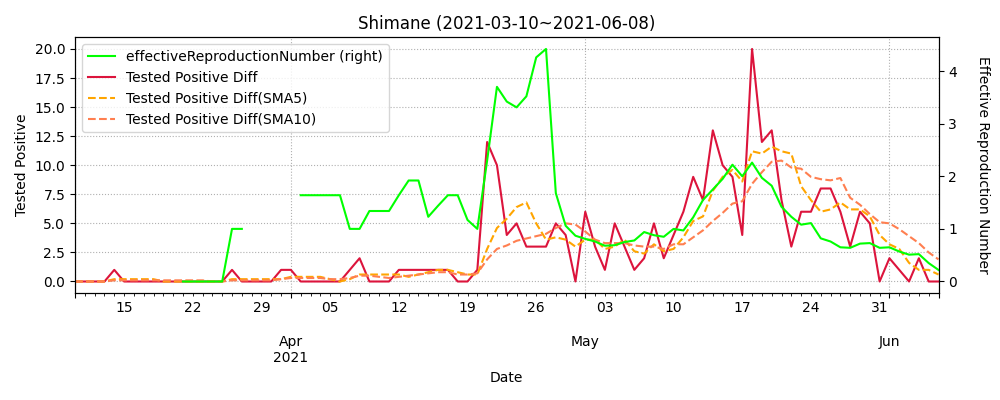 Shimane (2021-03-10~2021-06-08)
effectiveReproductionNumber (right)
Tested Positive Diff
Tested Positive Diff(SMA5)
Tested Positive Diff(SMA10)
Tested Positive
20.0
17.5
15.0
12.5
10.0
7.5
5.0
2.5
0.0
4
3
2
1
0
Effective Reproduction Number
15 22 29 05 12 19 26 03 10 17 24 31
Apr May Jun
2021
Date